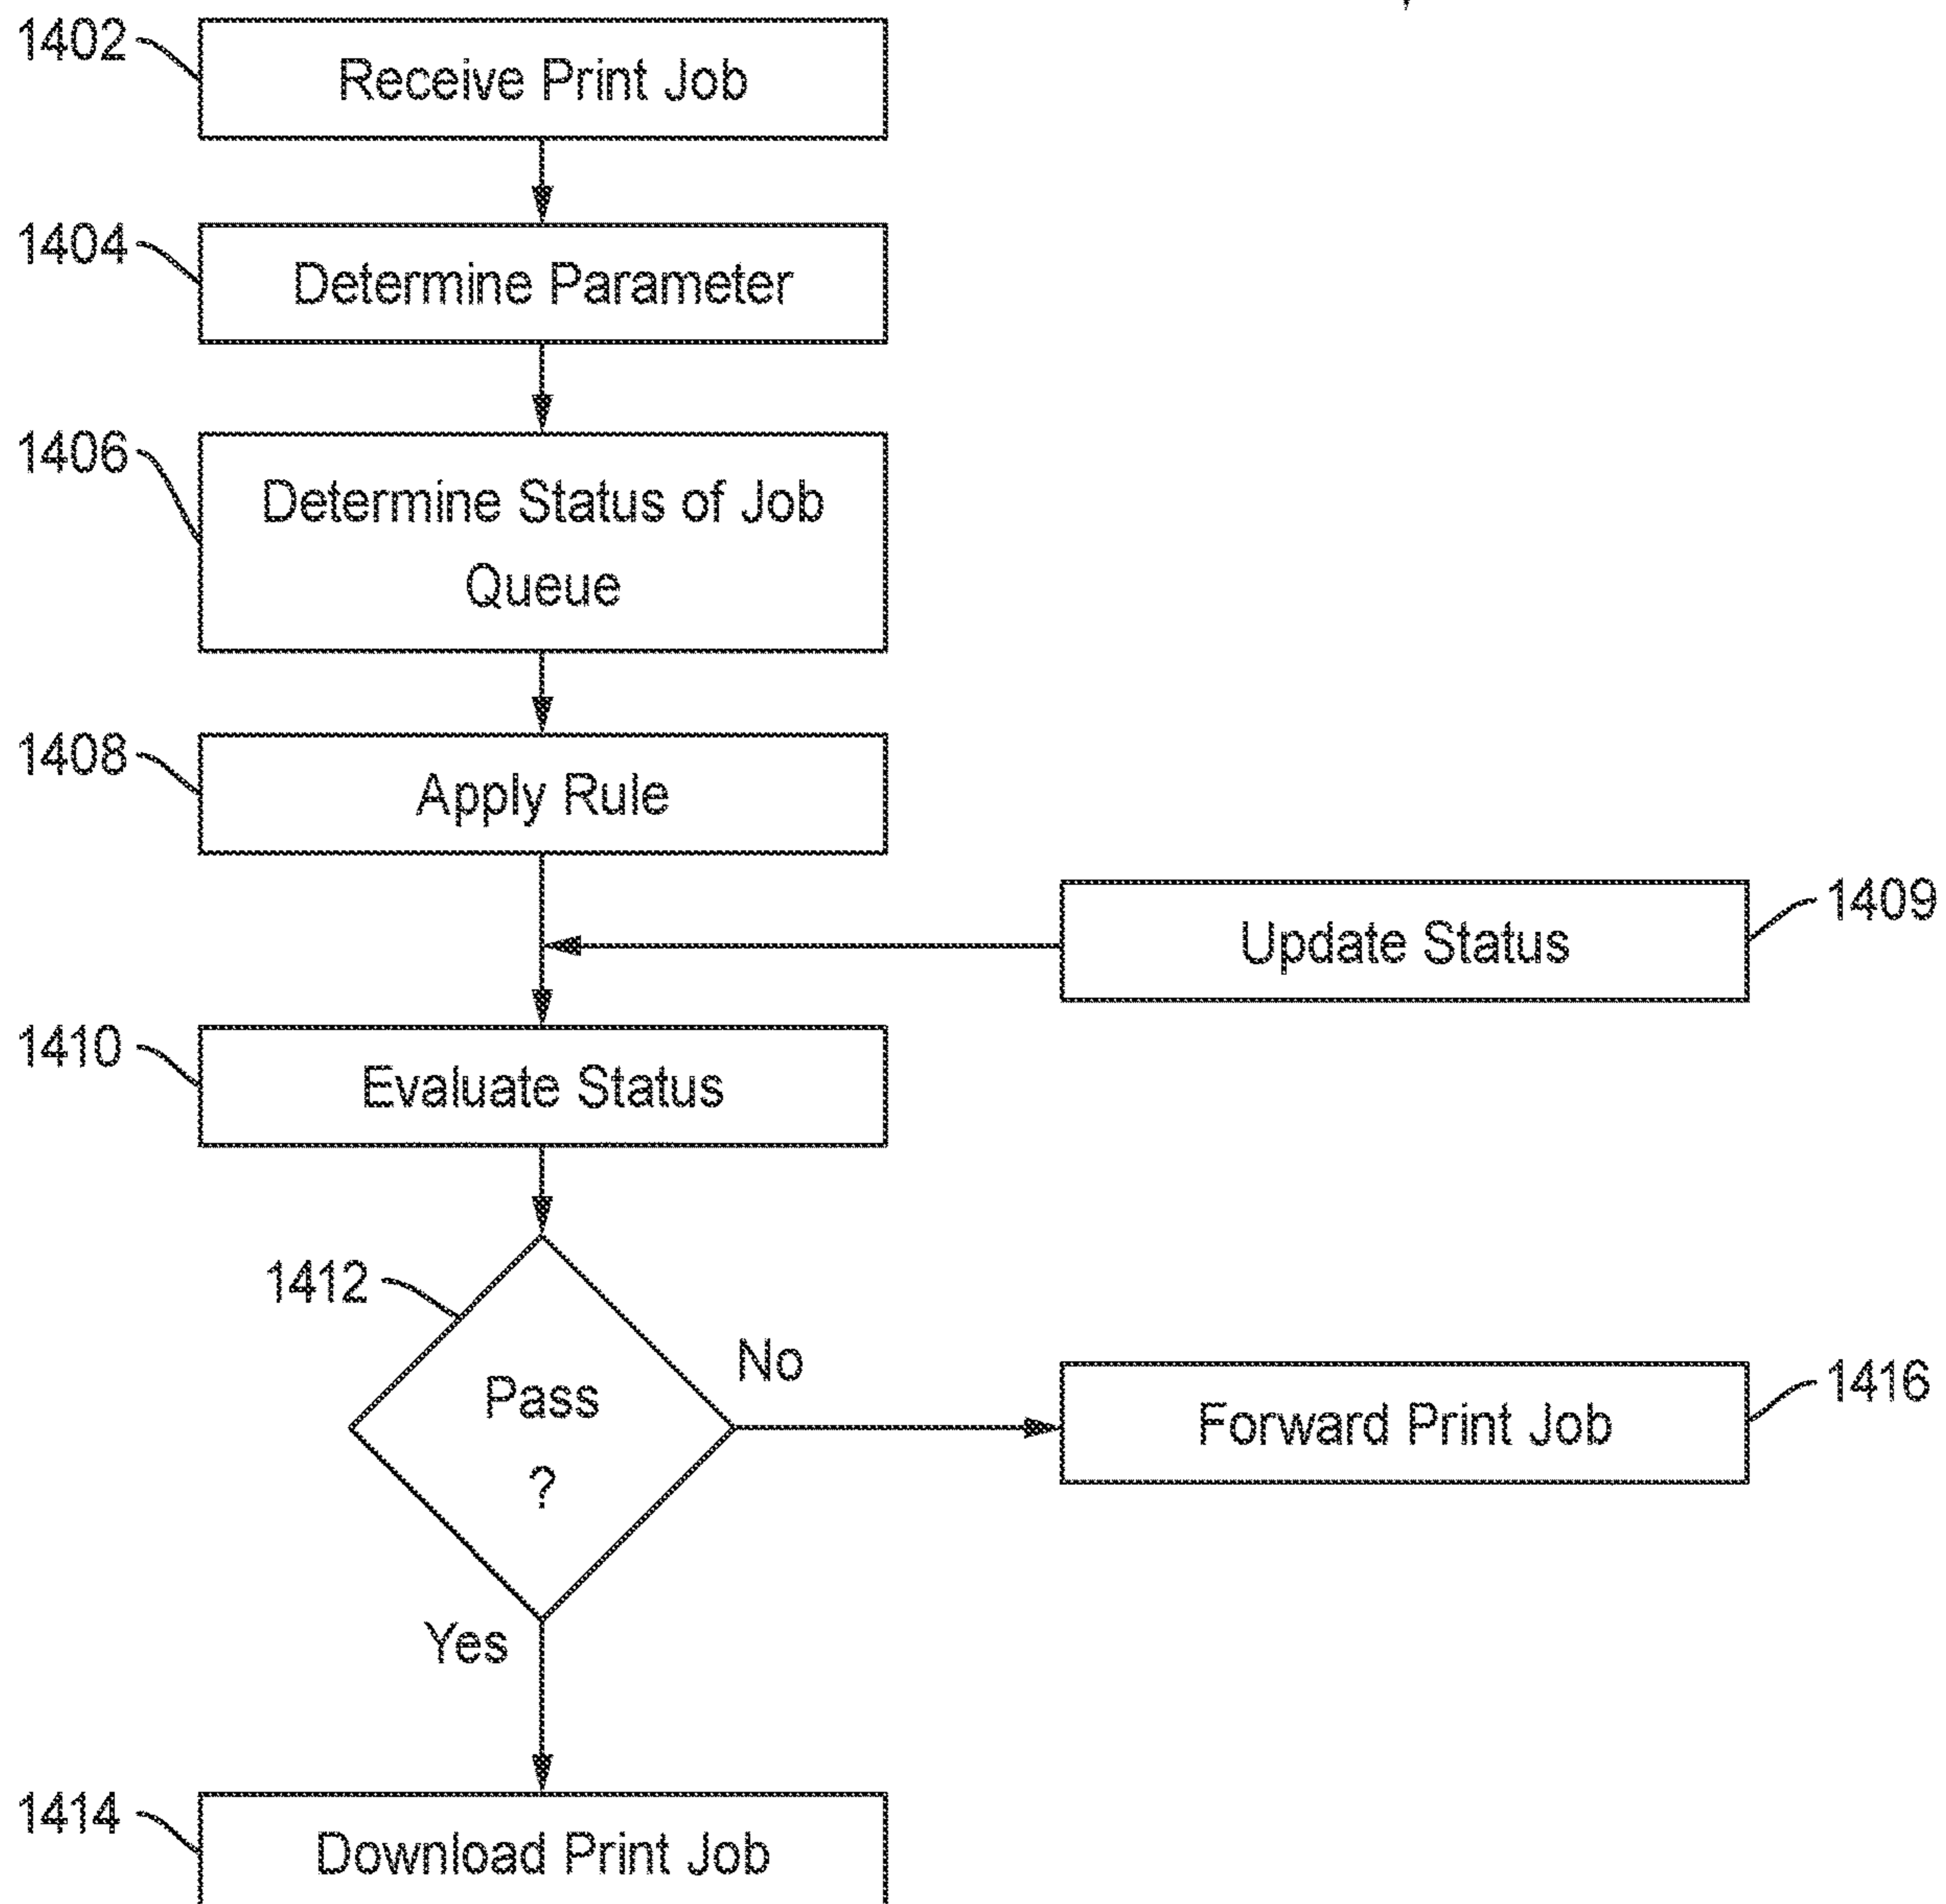 1402
Receive Print Job
1404
Determine Parameter
1406
Determine Status of Job
Queue
1408
Apply Rule
Update Status
1409
1410
Evaluate Status
1412
Pass
?
No
Forward Print Job
1416
Yes
1414
Download Print Job